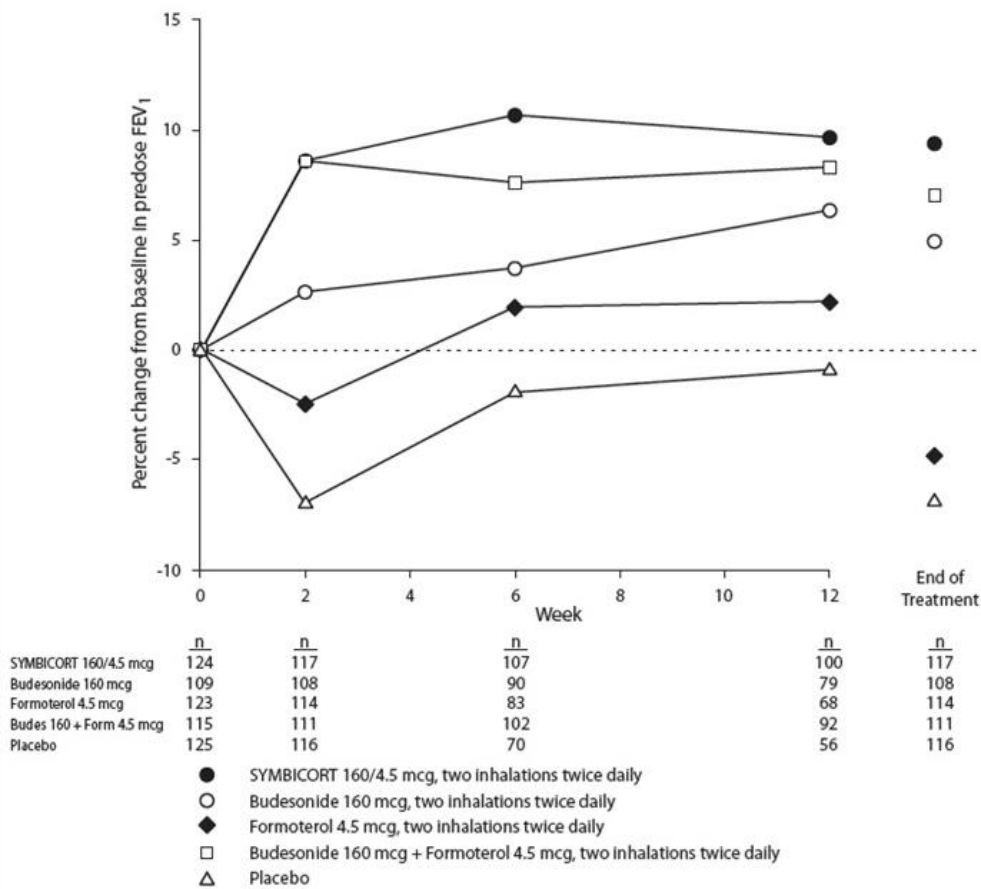 15
10
5
0
-5
-10
Percent change from baseline in predose FEV1
0 2 4 6 8 10 12
Week
End of
Treatment
n n n n n
SYMBICORT 160/4.5 mcg 124 117 107 100 117
Budesonide 160 mcg 109 108 90 79 108
Formoterol 4.5 mcg 123 114 83 68 114
Budes 160 + Form 4.5 mcg 115 111 102 92 111
Placebo 125 116 70 56 116
SYMBICORT 160/4.5 mcg, two inhalations twice daily
Budesonide 160 mcg, two inhalations twice daily
Formoterol 4.5 mcg, two inhalations twice daily
Budesonide 160 mcg + Formoterol 4.5 mcg, two inhalations twice daily
Placebo